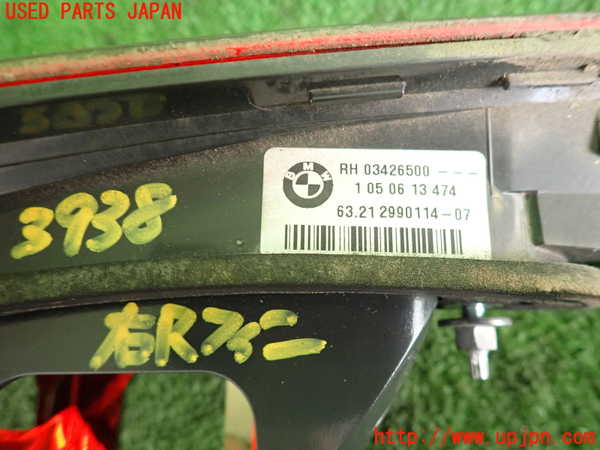 USED PARTS JAPAN
BMW
RH 03426500 - - -
1 05 06 13 474
63.21 2990114-07
3938
右Rフィニ
http://www.upjpn.com/